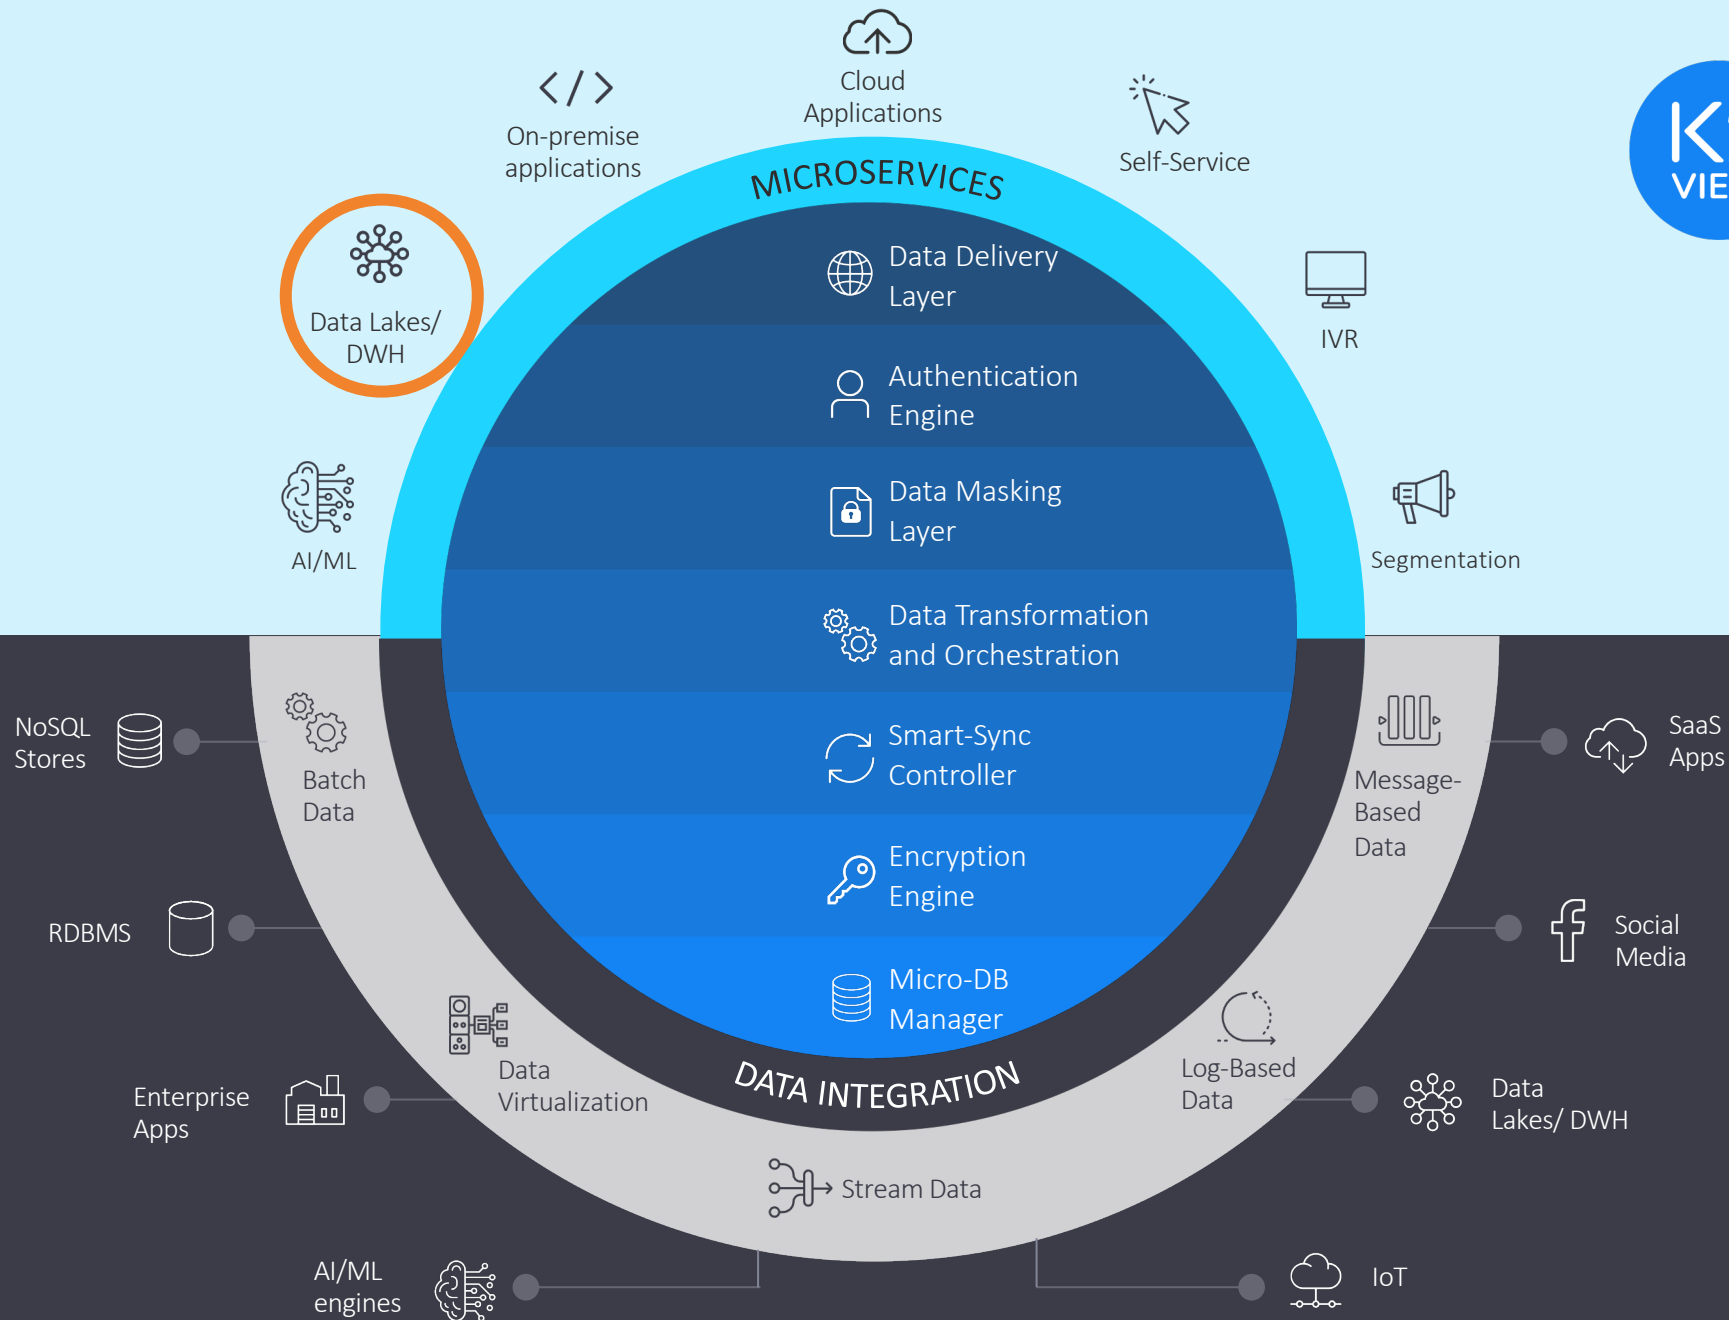 Cloud
Applications
On-premise
applications
Self-Service
MICROSERVICES
Data Lakes/
DWH
IVR
AI/ML
Segmentation
Data Delivery
Layer
Authentication
Engine
Data Masking
Layer
Data Transformation
and Orchestration
Smart-Sync
Controller
Encryption
Engine
Micro-DB
Manager
DATA INTEGRATION
Batch
Data
Data
Virtualization
Stream Data
Log-Based
Data
Message-
Based
Data
NoSQL
Stores
RDBMS
Enterprise
Apps
AI/ML
engines
SaaS
Apps
Social
Media
Data
Lakes/ DWH
IoT